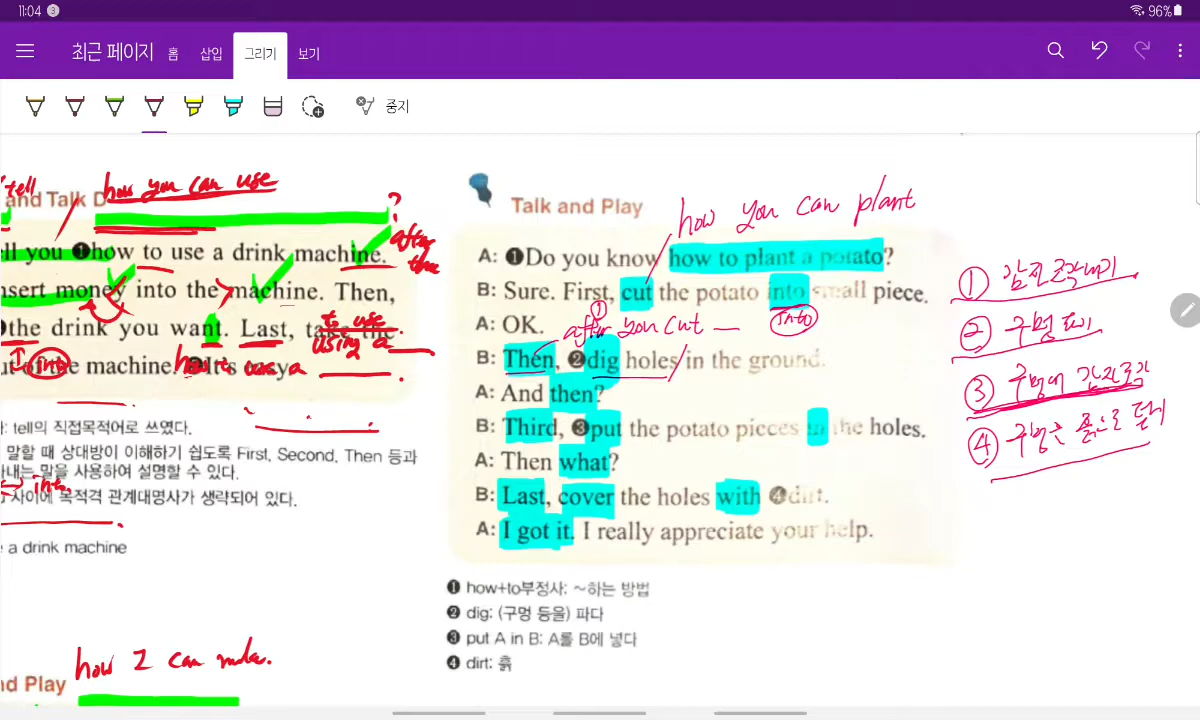 11:04 3 96%
최근 페이지 홈 삽입 그리기 보기
중지
tell how you can use
and Talk D
?
ell you ❶how to use a drink machine. after the
nsert money into the machine. Then,
the drink you want. Last, take the
to use
using a
into
ut of the machine. It's easy
how to use a
: tell의 직접목적어로 쓰였다.
말할 때 상대방이 이해하기 쉽도록 First, Second, Then 등과
내는 말을 사용하여 설명할 수 있다.
into
사이에 목적격 관계대명사가 생략되어 있다.
e a drink machine
how I can make
nd Play
Talk and Play
how you can plant
A: ❶Do you know how to plant a potato?
B: Sure. First, cut the potato into small piece.
into
A: OK.
after you cut
B: Then, ❷dig holes in the ground.
A: And then?
B: Third, ❸put the potato piecces in the holes.
A: Then what?
B: Last, cover the holes with ❹dirt.
A: I got it. I really appreciate your help.
❶ how+to부정사: ~하는 방법
❷ dig: (구멍 등을) 파다
❸ put A in B: A를 B에 넣다
❹ dirt: 흙
① 감자 조각내기
② 구멍
③ 구멍에 감자
④ 구멍 흙으로 덮기